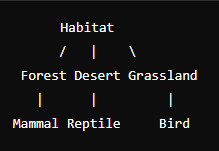 Habitat
/ | \
Forest Desert Grassland
| | |
Mammal Reptile Bird